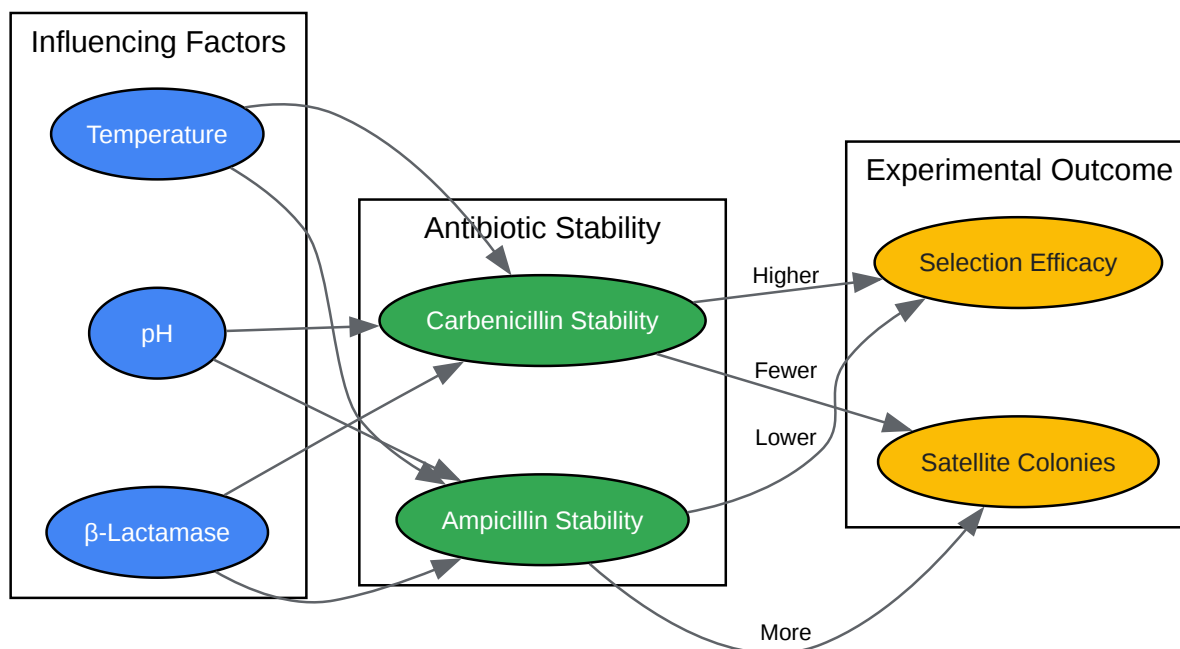 Influencing Factors
Temperature
pH
β-Lactamase
Antibiotic Stability
Carbenicillin Stability
Ampicillin Stability
Higher
Fewer
Lower
More
Experimental Outcome
Selection Efficacy
Satellite Colonies